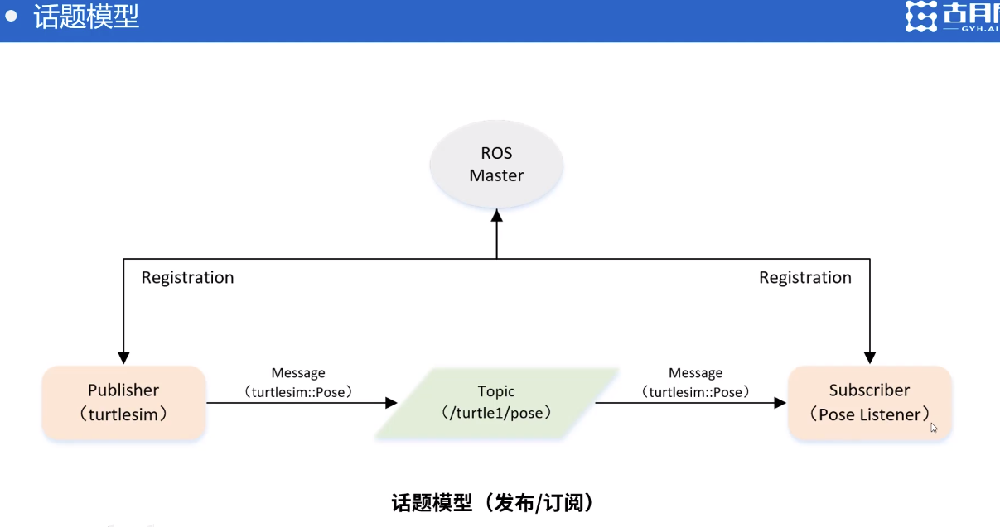 话题模型
古月
GYH.AI
ROS
Master
Registration
Registration
Message
（turtlesim::Pose）
Message
（turtlesim::Pose）
Publisher
（turtlesim）
Topic
（/turtle1/pose）
Subscriber
（Pose Listener）
话题模型（发布/订阅）